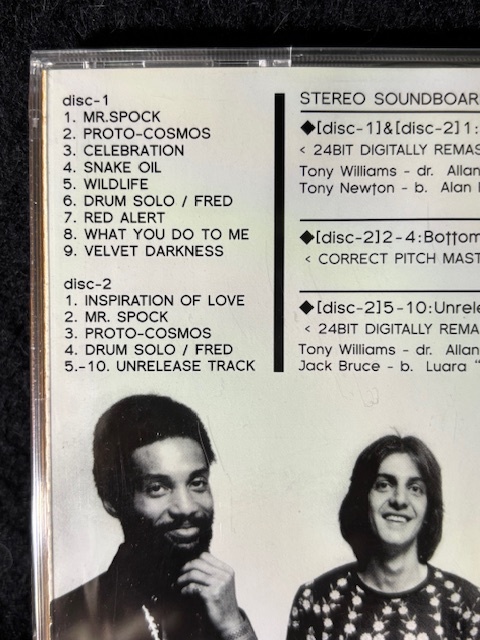 disc-1
1. MR.SPOCK
2. PROTO-COSMOS
3. CELEBRATION
4. SNAKE OIL
5. WILDLIFE
6. DRUM SOLO / FRED
7. RED ALERT
8. WHAT YOU DO TO ME
9. VELVET DARKNESS
disc-2
1. INSPIRATION OF LOVE
2. MR. SPOCK
3. PROTO-COSMOS
4. DRUM SOLO / FRED
5.-10. UNRELEASE TRACK
STEREO SOUNDBOAR
◆[disc-1]&[disc-2]1:
< 24BIT DIGITALLY REMAS
Tony Williams - dr. Allan
Tony Newton - b. Alan
◆[disc-2]2-4:Bottom
< CORRECT PITCH MAST
◆[disc-2]5-10:Unrele
< 24BIT DIGITALLY REMA
Tony Williams - dr. Allan
Jack Bruce - b. Luara "